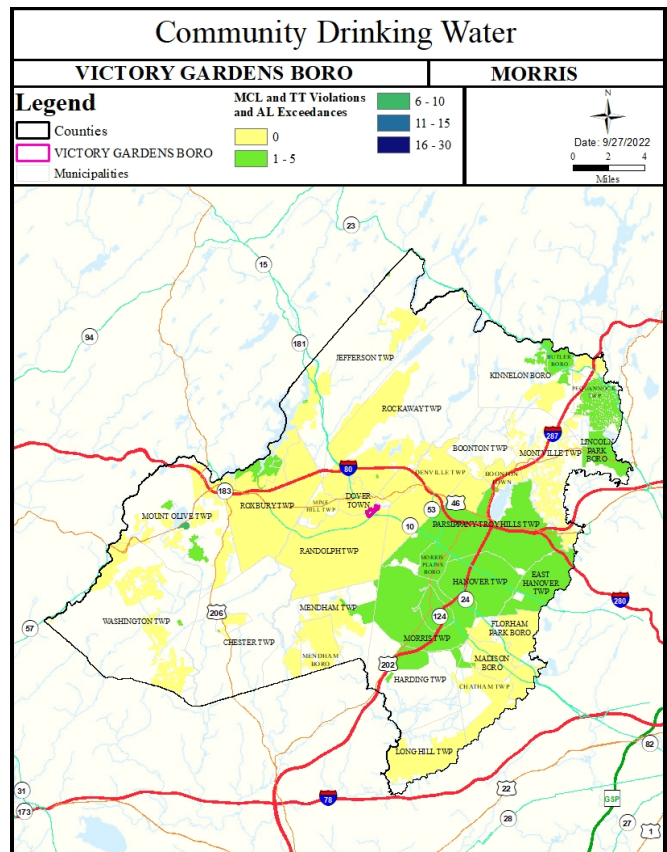 Community Drinking Water
VICTORY GARDENS BORO
MORRIS
Legend
Counties
VICTORY GARDENS BORO
Municipalities
MCL and TT Violations
and AL Exceedances
0
1 - 5
6 - 10
11 - 15
16 - 30
N
Date: 9/27/2022
0 2 4
Miles
23
15
94
181
JEFFERSON TWP
BUTLER
BORO
KINNELON BORO
PEQUANNOCK
TWP
ROCKAWAY TWP
287
LINCOLN
PARK
BORO
BOONTON TWP
MONTVILLE TWP
80
DENVILLE TWP
BOONTON
TOWN
183
46
DOVER
TOWN
MINE
HILL TWP
ROXBURY TWP
53
MOUNT OLIVE TWP
10
PARSIPPANY-TROY HILLS TWP
RANDOLPH TWP
MORRIS
PLAINS
BORO
HANOVER TWP
EAST
HANOVER
TWP
280
24
206
MENDHAM TWP
124
57
WASHINGTON TWP
FLORHAM
PARK BORO
CHESTER TWP
MORRIS TWP
MENDHAM
BORO
202
MADISON
BORO
HARDING TWP
CHATHAM TWP
82
LONG HILL TWP
31
22
78
GSP
173
28
27
1